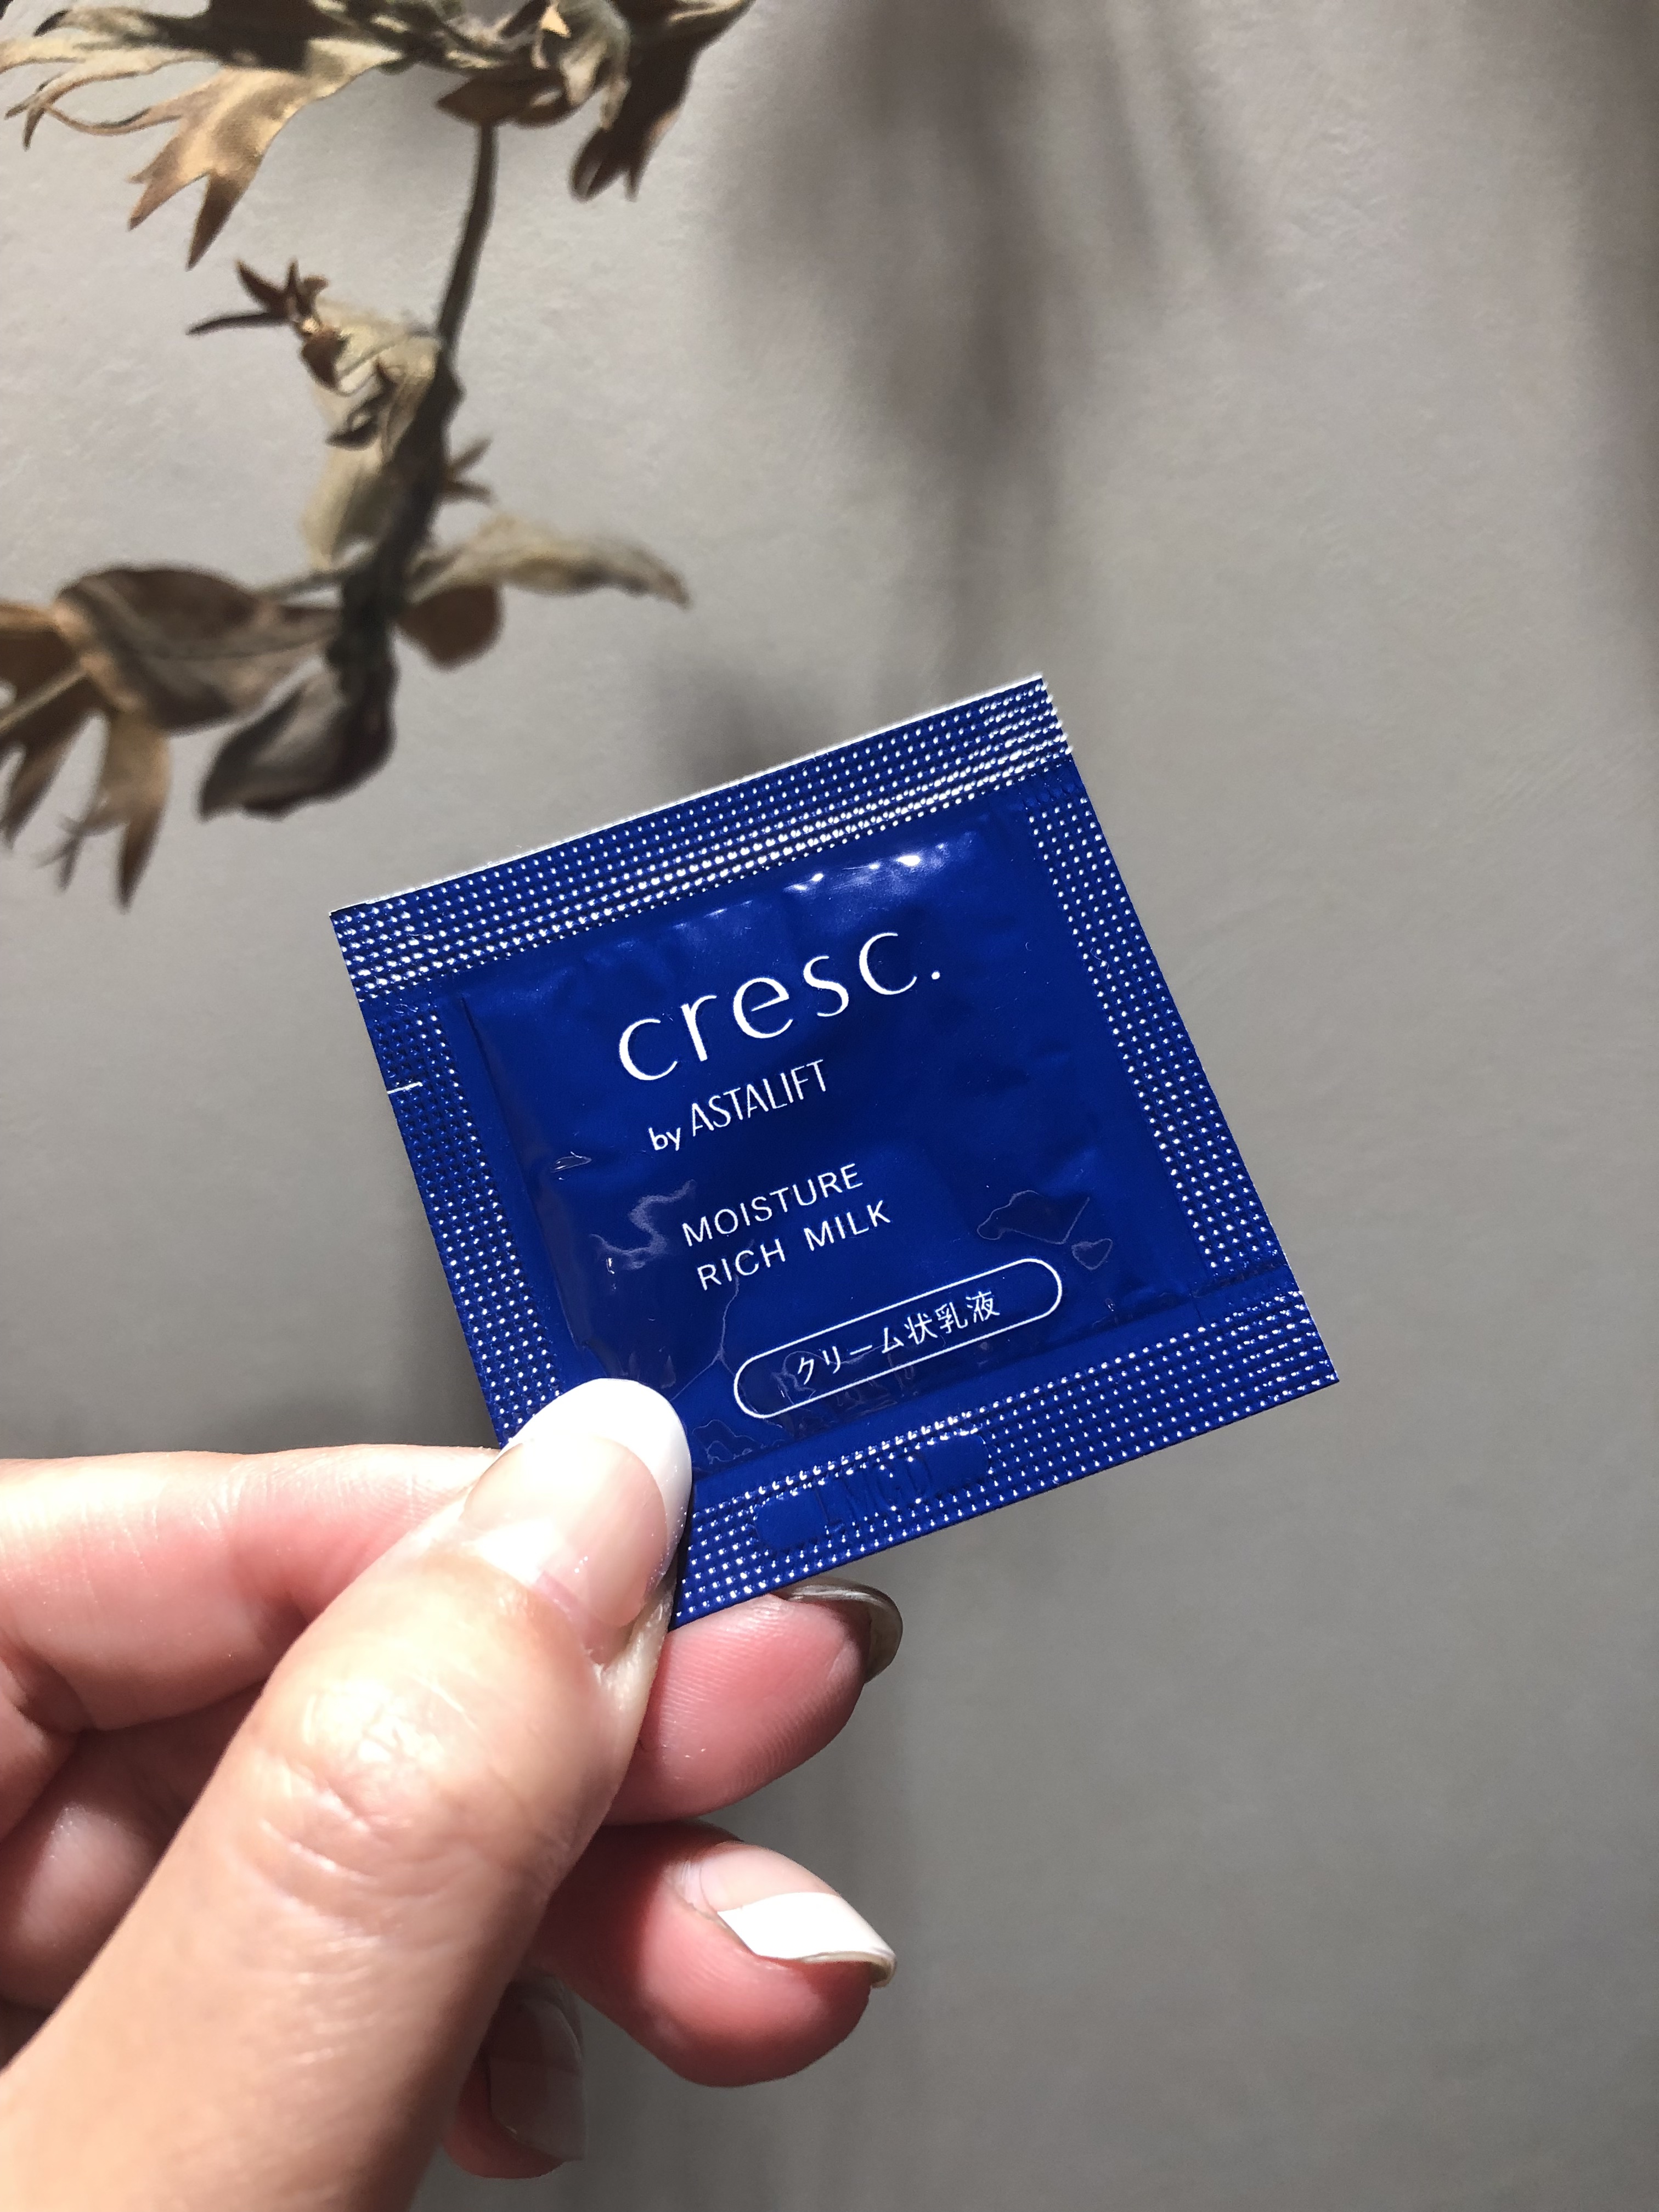 cresc.
by ASTALIFT
MOISTURE
RICH MILK
クリーム状乳液